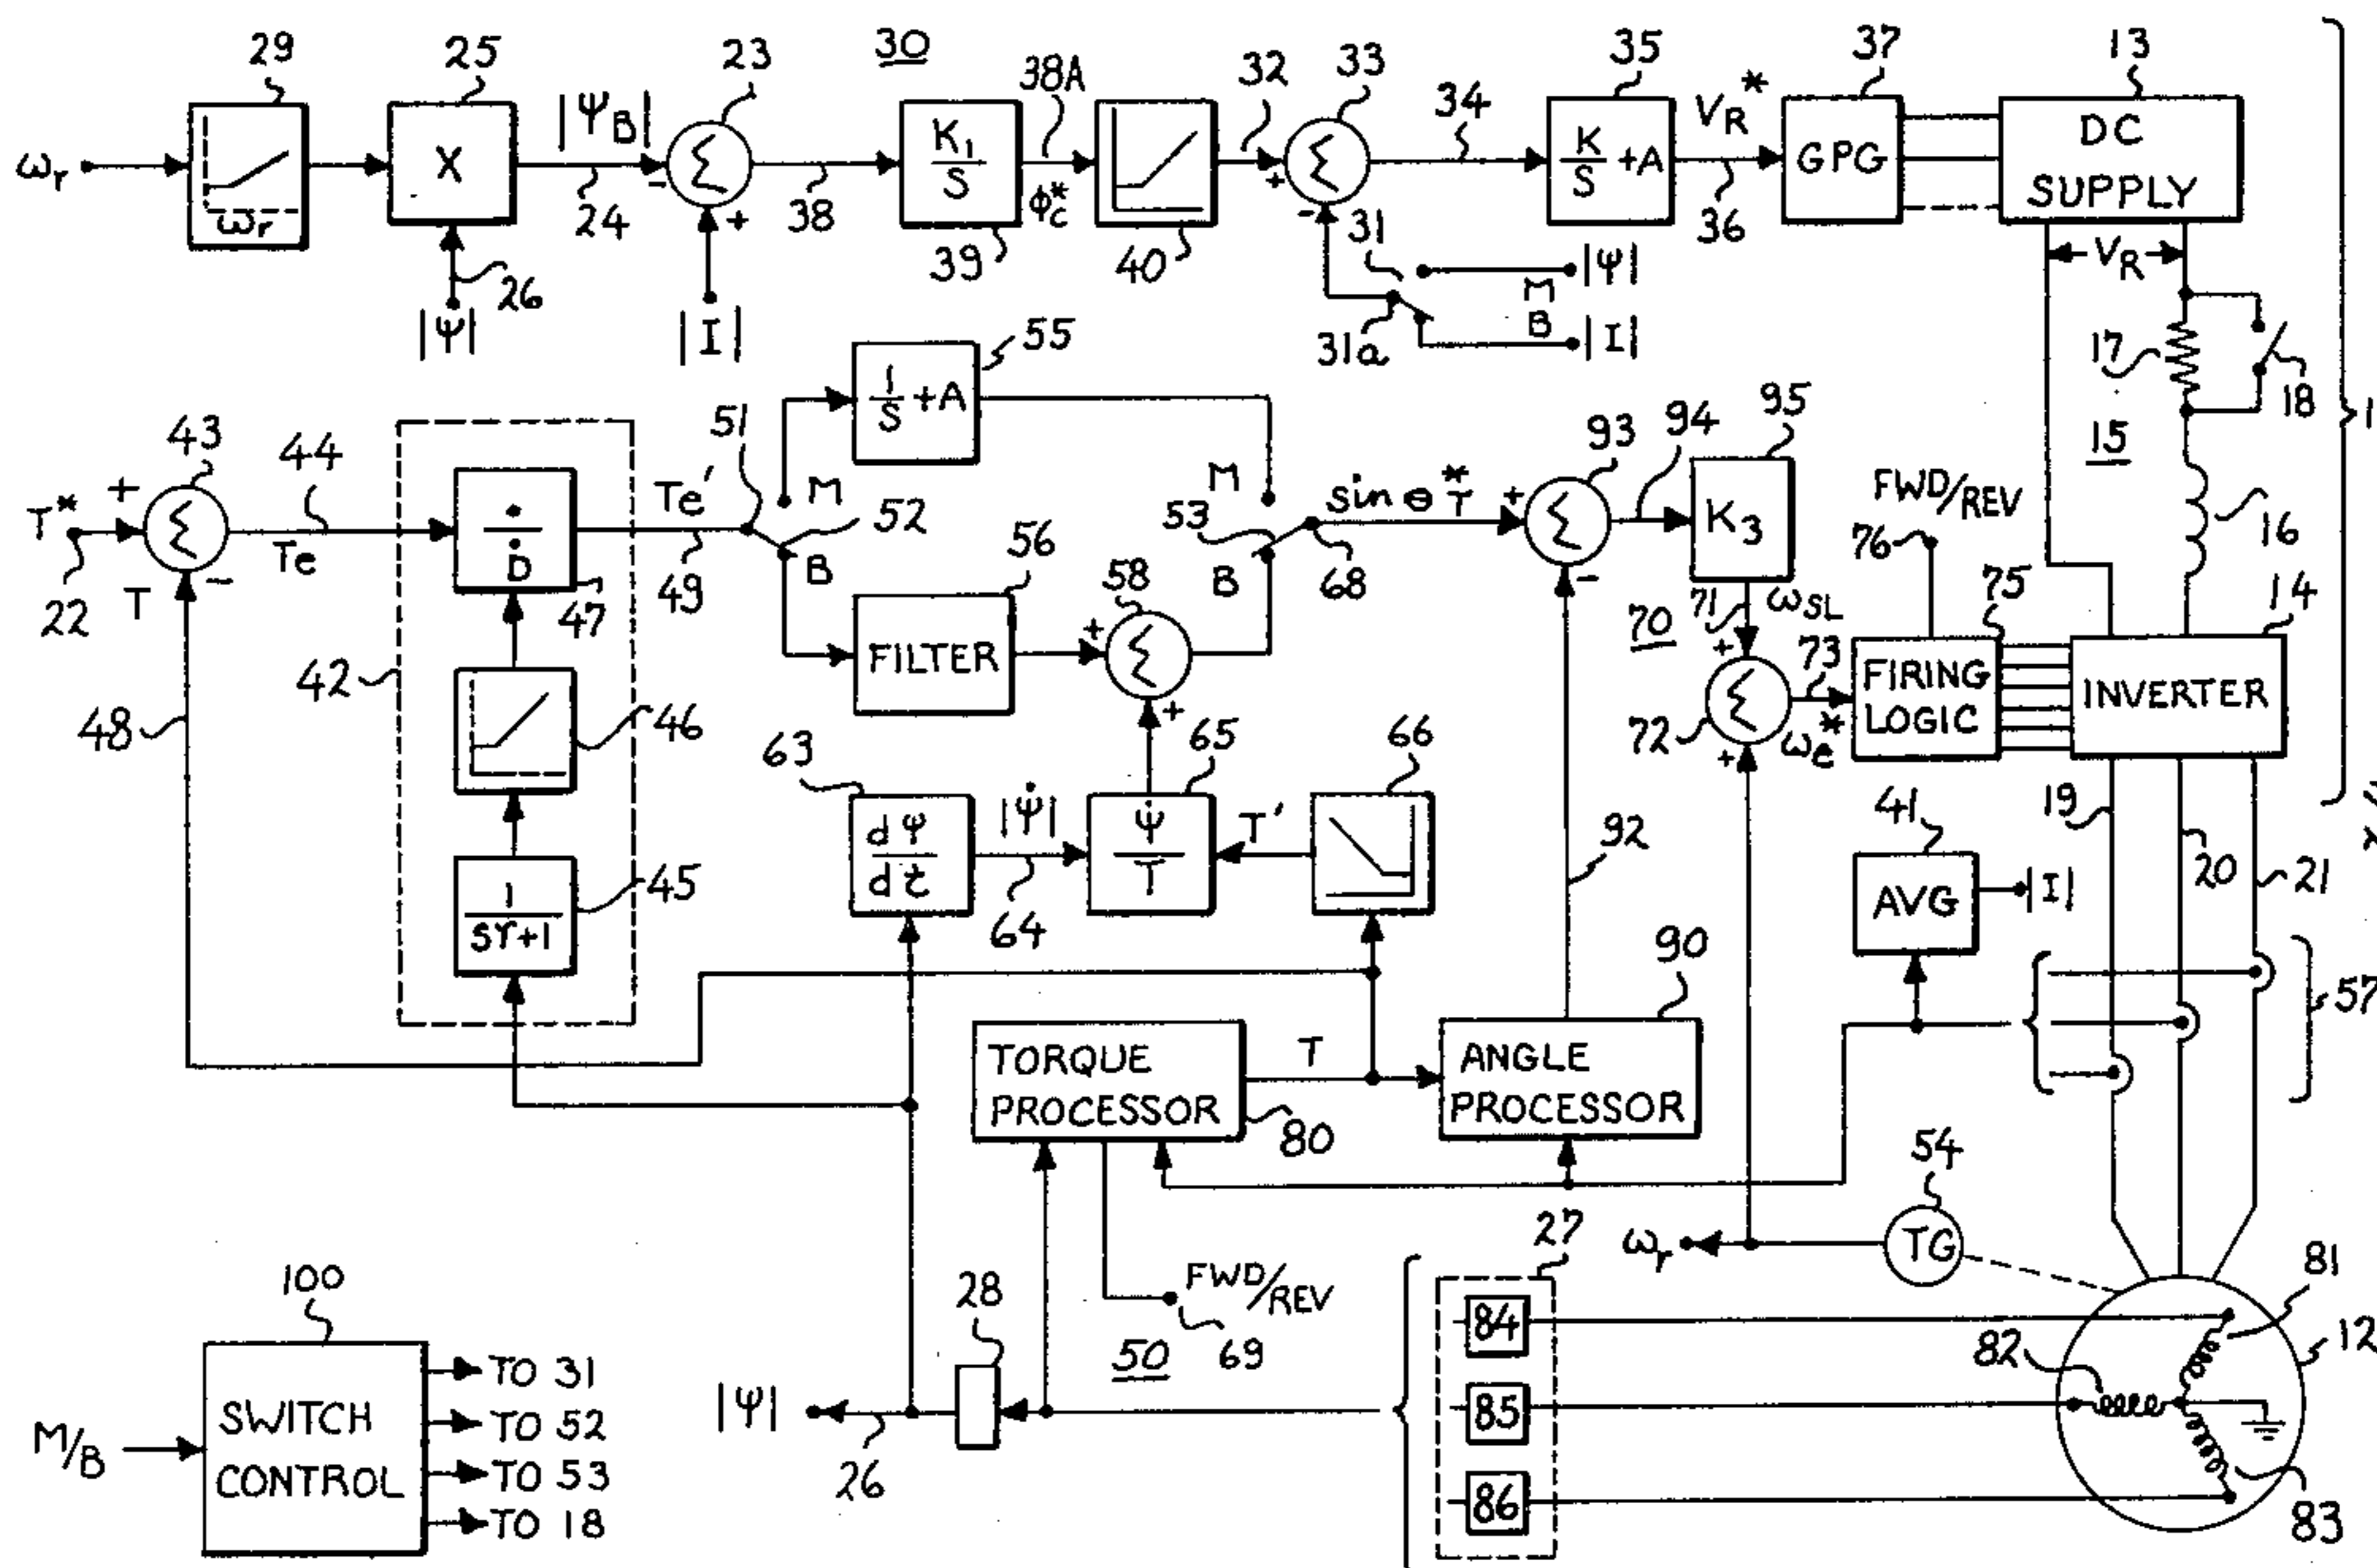 29
25
23
30
38A
32
33
34
35
37
13
ωr
ωr
X
|ΨB|
-
Σ
+
24
38
K1/S
φc*
39
40
Σ
+
-
K/S +A
VR*
36
GPG
DC SUPPLY
26
|Ψ|
|I|
31
31a
M
B
|Ψ|
|I|
VR
17
18
15
16
1
43
44
T*
+
Σ
-
22
T
Te
÷
D
47
Te'
49
51
M
52
B
55
1/S +A
56
FILTER
58
+
Σ
+
M
53
B
sin θT*
68
93
+
Σ
-
94
95
K3
71
ωSL
70
+
Σ
+
72
73
ωe*
FWD/REV
76
75
FIRING LOGIC
14
INVERTER
42
48
46
45
1
Sτ+1
63
dψ
dt
|Ψ̇|
64
65
Ψ̇
T
T'
66
92
41
AVG
|I|
19
20
21
57
TORQUE PROCESSOR
T
80
90
ANGLE PROCESSOR
54
TG
ωr
27
84
85
86
81
82
83
12
100
M/B
SWITCH CONTROL
TO 31
TO 52
TO 53
TO 18
|Ψ|
26
28
50
FWD/REV
69